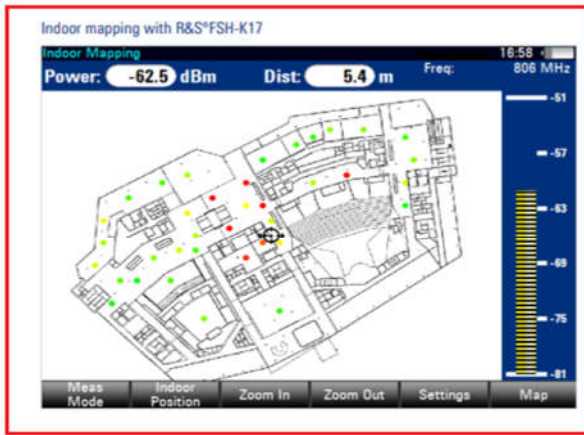 Indoor mapping with R&S®FSH-K17
Indoor Mapping 16:58
Power: -62.5 dBm Dist: 5.4 m Freq: 806 MHz
-51
-57
-63
-69
-75
-81
Meas Mode Indoor Position Zoom In Zoom Out Settings Map